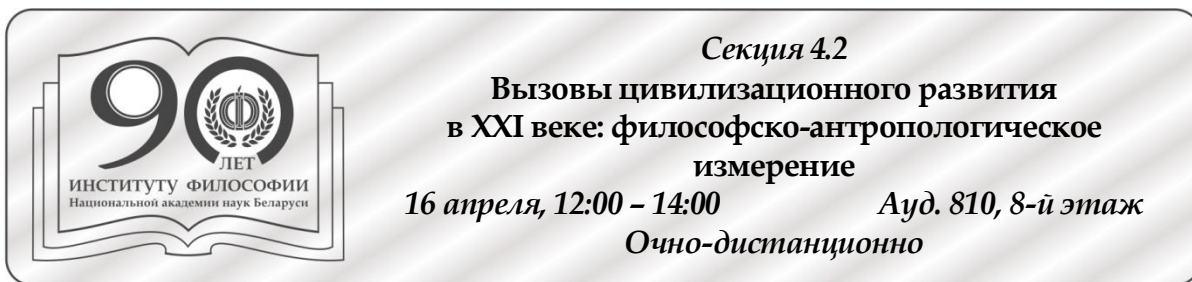 90
ЛЕТ
ИНСТИТУТУ ФИЛОСОФИИ
Национальной академии наук Беларуси
Секция 4.2
Вызовы цивилизационного развития
в XXI веке: философско-антропологическое
измерение
16 апреля, 12:00 – 14:00 Ауд. 810, 8-й этаж
Очно-дистанционно